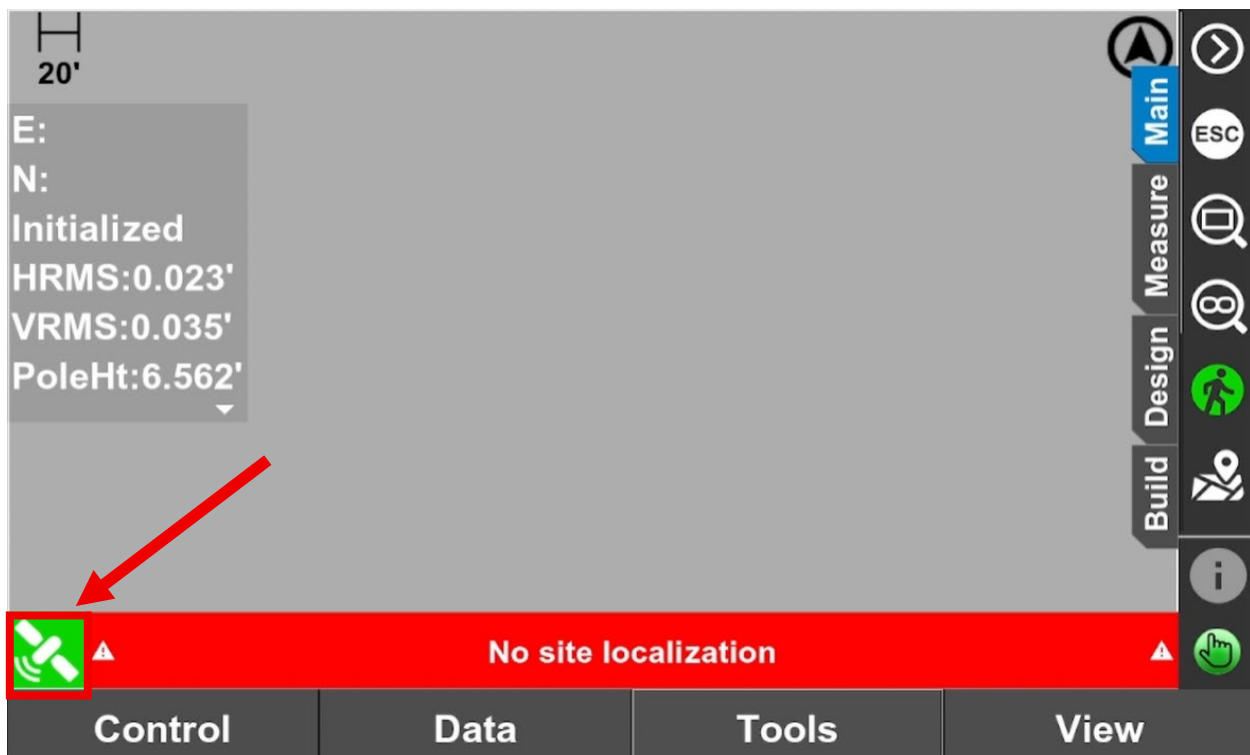 20'
E:
N:
Initialized
HRMS:0.023'
VRMS:0.035'
PoleHt:6.562'
Main
Measure
Design
Build
ESC
i
No site localization
Control
Data
Tools
View